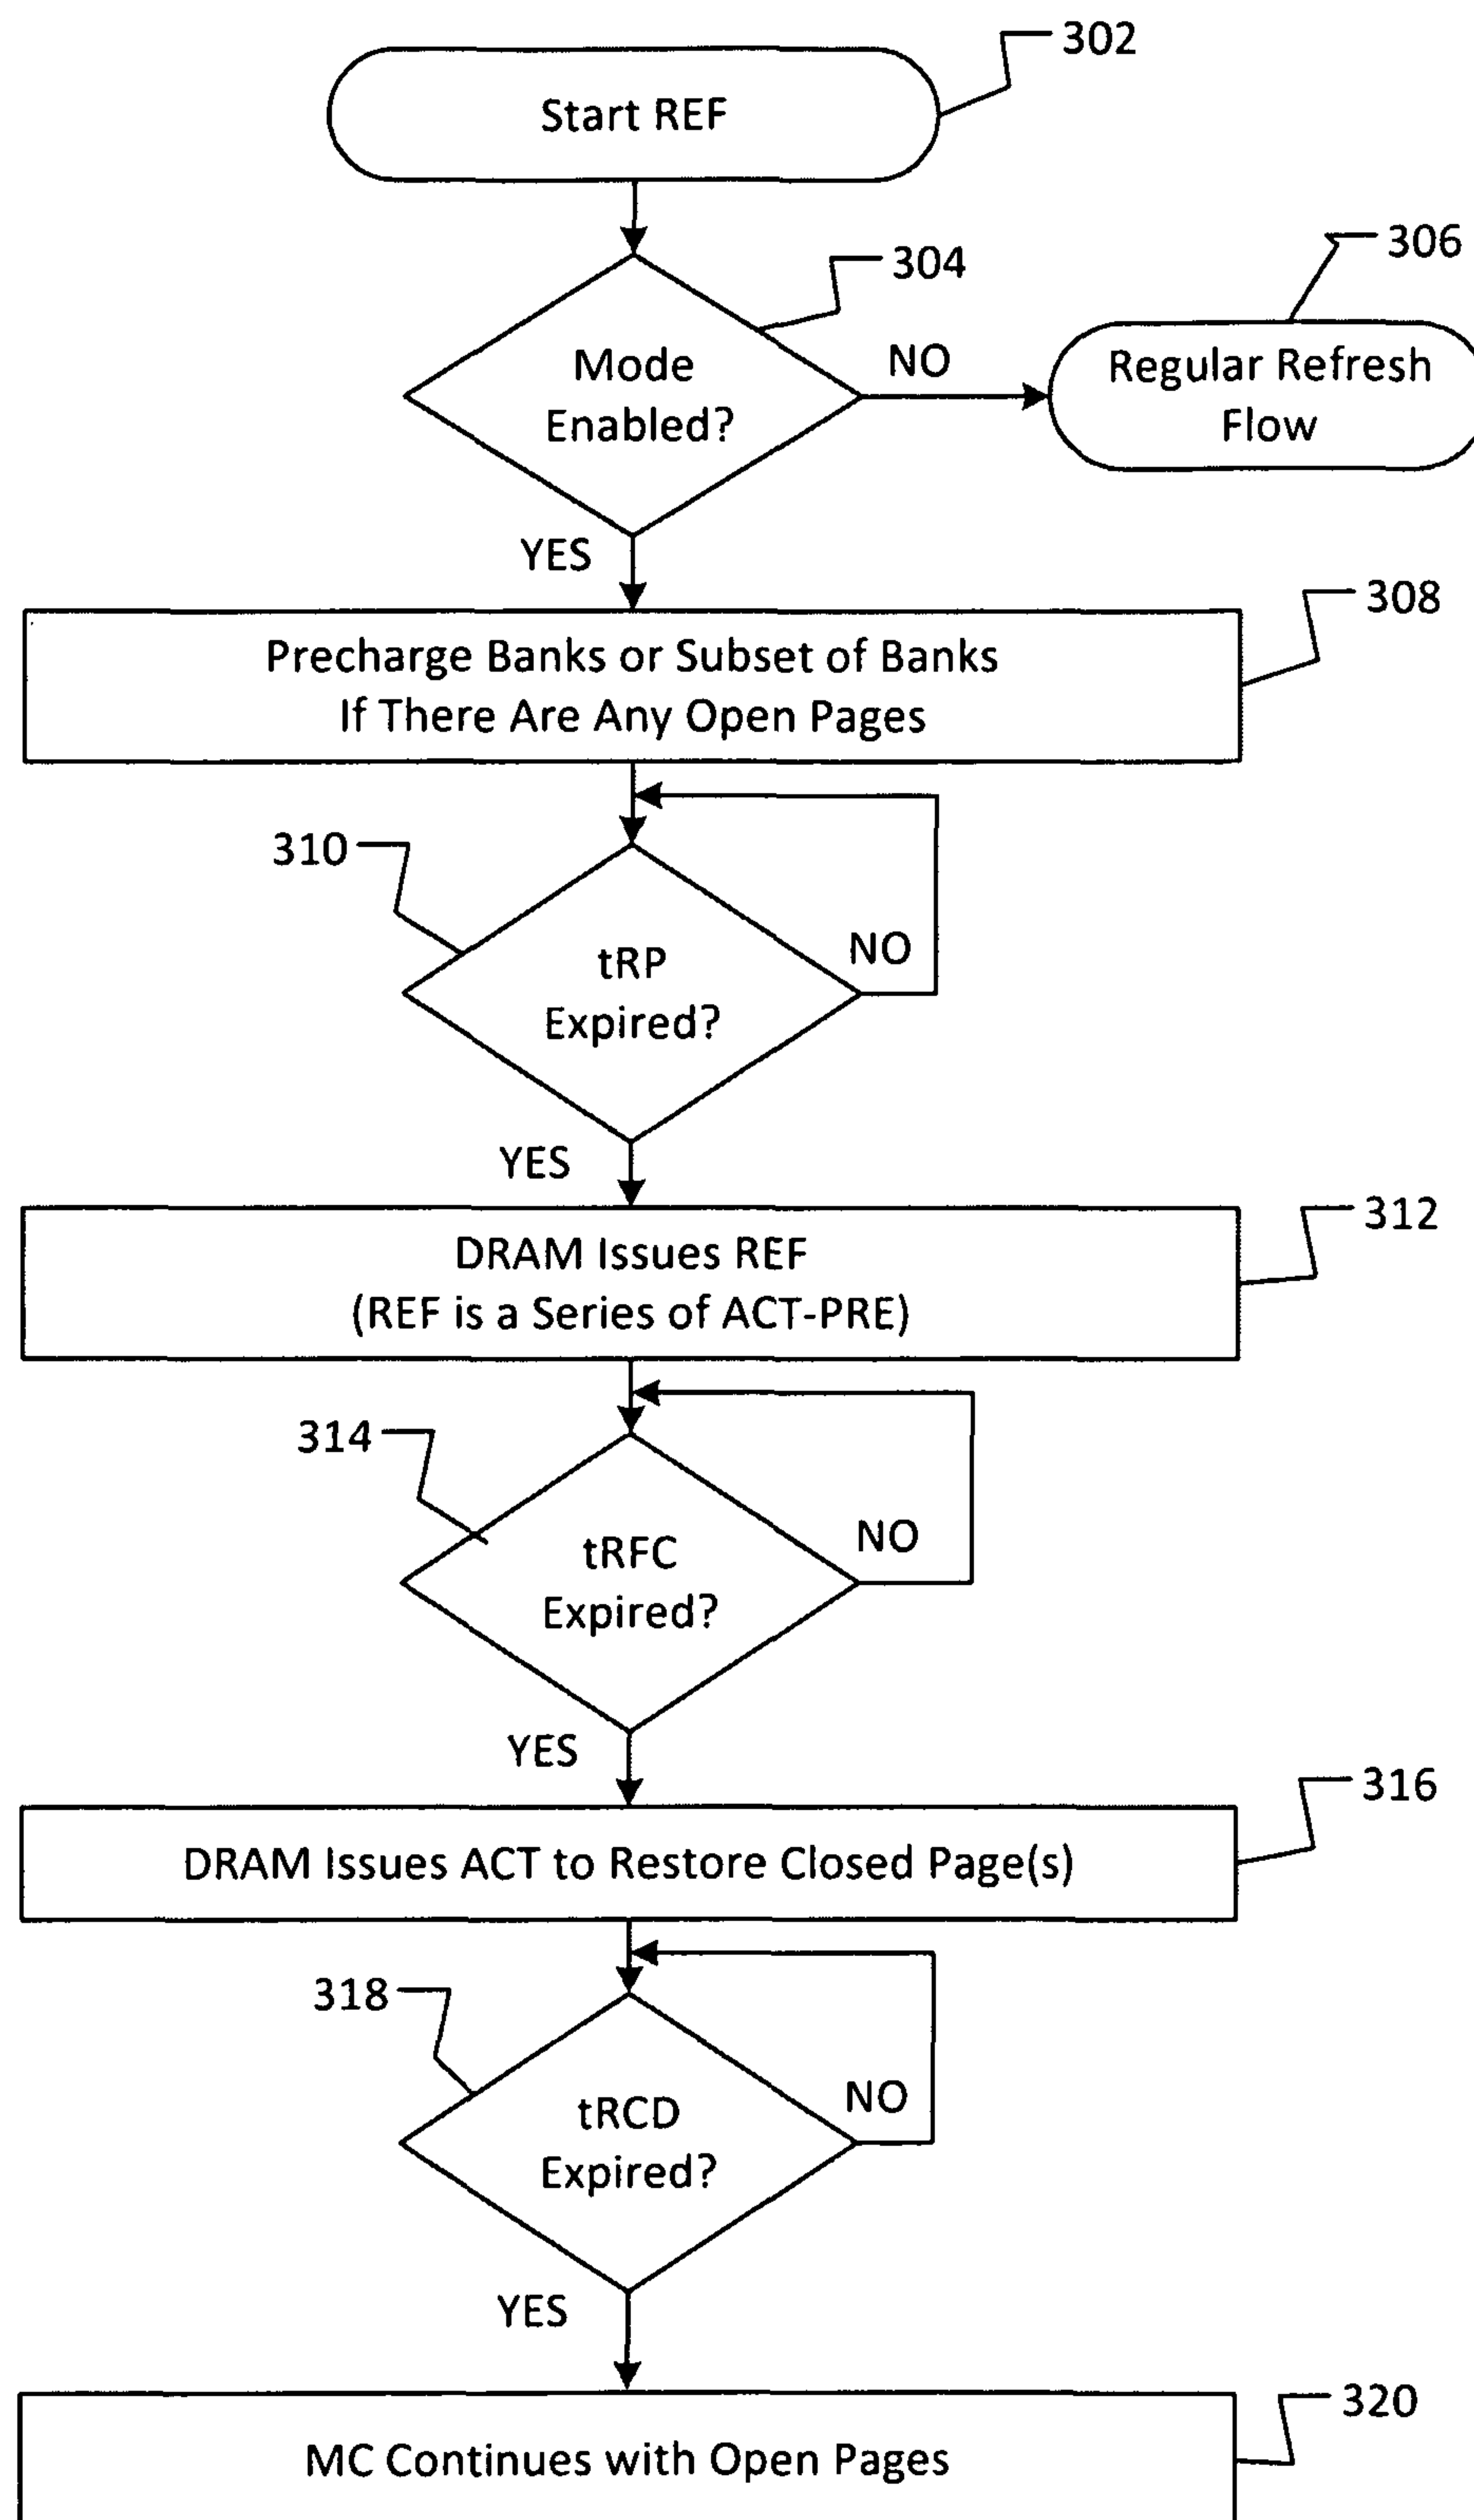 302
Start REF
304
306
Mode
Enabled?
NO
Regular Refresh
Flow
YES
308
Precharge Banks or Subset of Banks
If There Are Any Open Pages
310
tRP
Expired?
NO
YES
312
DRAM Issues REF
(REF is a Series of ACT-PRE)
314
tRFC
Expired?
NO
YES
316
DRAM Issues ACT to Restore Closed Page(s)
318
tRCD
Expired?
NO
YES
320
MC Continues with Open Pages